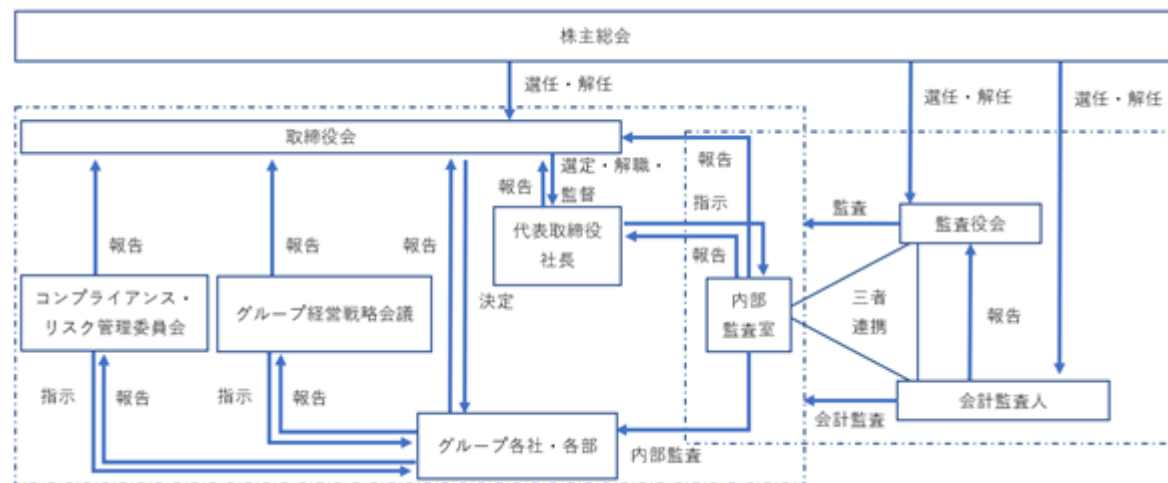 株主総会
選任・解任
選任・解任
選任・解任
取締役会
選定・解職・
監督
報告
報告
指示
代表取締役
社長
監査
監査役会
報告
報告
報告
報告
決定
コンプライアンス・
リスク管理委員会
グループ経営戦略会議
内部
監査室
三者
連携
報告
指示
報告
指示
報告
会計監査人
会計監査
グループ各社・各部
内部監査